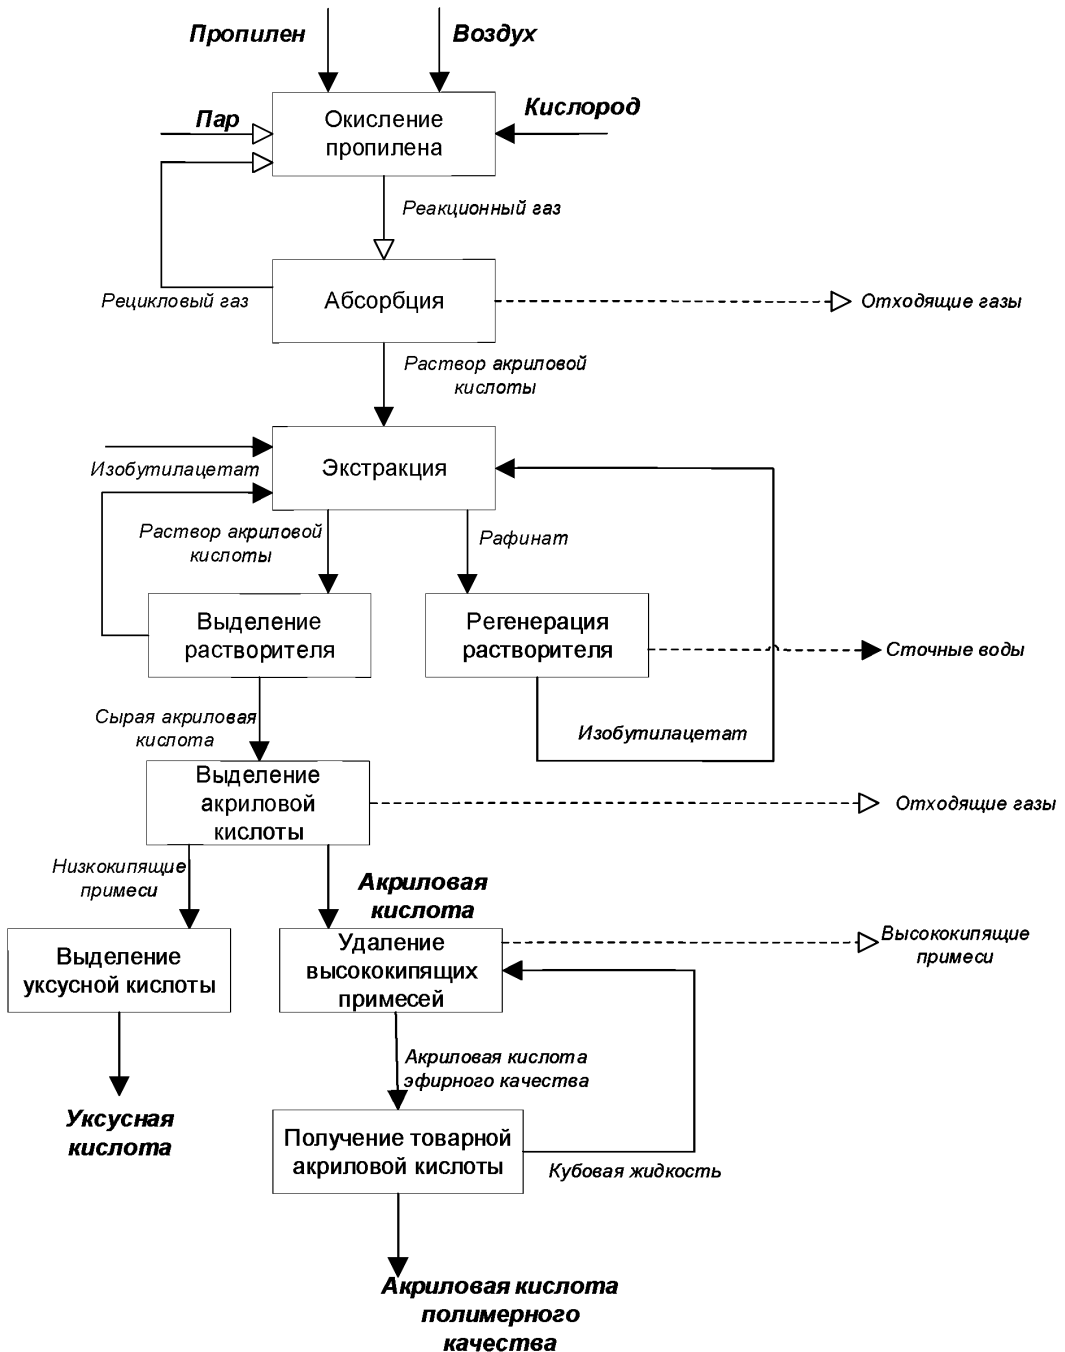 Пропилен
Воздух
Пар
Кислород
Окисление
пропилена
Реакционный газ
Рецикловый газ
Абсорбция
Отходящие газы
Раствор акриловой
кислоты
Изобутилацетат
Экстракция
Раствор акриловой
кислоты
Рафинат
Выделение
растворителя
Регенерация
растворителя
Сточные воды
Сырая акриловая
кислота
Изобутилацетат
Выделение
акриловой
кислоты
Отходящие газы
Низкокипящие
примеси
Акриловая
кислота
Выделение
уксусной кислоты
Удаление
высококипящих
примесей
Высококипящие
примеси
Акриловая кислота
эфирного качества
Уксусная
кислота
Получение товарной
акриловой кислоты
Кубовая жидкость
Акриловая кислота
полимерного
качества